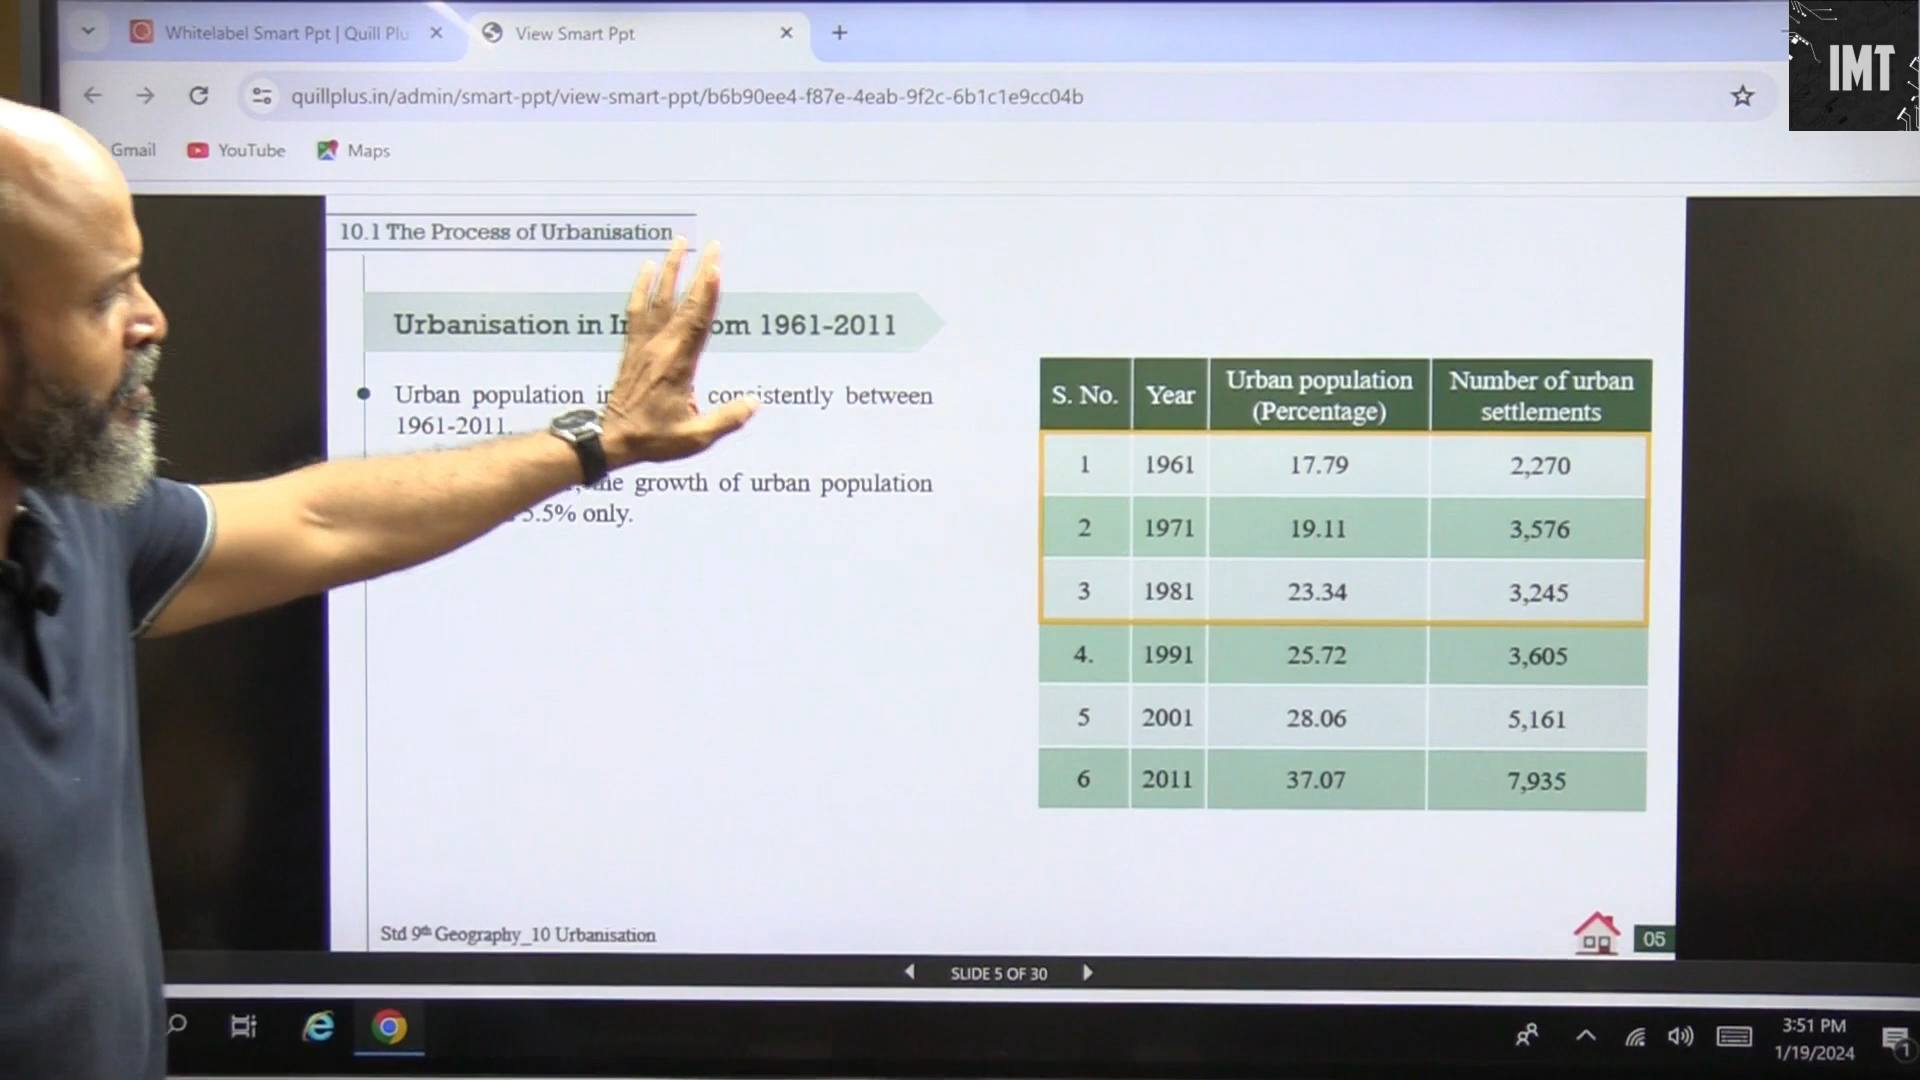 Whitelabel Smart Ppt | Quill Plu
View Smart Ppt
IMT
quillplus.in/admin/smart-ppt/view-smart-ppt/b6b90ee4-f87e-4eab-9f2c-6b1c1e9cc04b
Gmail YouTube Maps
10.1 The Process of Urbanisation
Urbanisation in om 1961-2011
Urban population consistently between
1961-2011.
growth of urban population
5.5% only.
S. No. Year Urban population (Percentage) Number of urban settlements
1 1961 17.79 2,270
2 1971 19.11 3,576
3 1981 23.34 3,245
4. 1991 25.72 3,605
5 2001 28.06 5,161
6 2011 37.07 7,935
Std 9th Geography_10 Urbanisation
05
SLIDE 5 OF 30
3:51 PM
1/19/2024
1